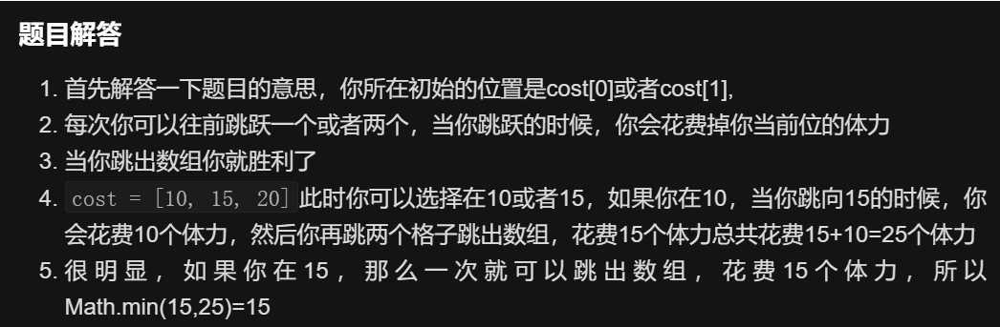 题目解答
1. 首先解答一下题目的意思，你所在初始的位置是cost[0]或者cost[1],
2. 每次你可以往前跳跃一个或者两个，当你跳跃的时候，你会花费掉你当前位的体力
3. 当你跳出数组你就胜利了
4. cost = [10, 15, 20] 此时你可以选择在10或者15，如果你在10，当你跳向15的时候，你
会花费10个体力，然后你再跳两个格子跳出数组，花费15个体力总共花费15+10=25个体力
5. 很明显，如果你在15，那么一次就可以跳出数组，花费15个体力，所以
Math.min(15,25)=15